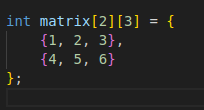 int matrix[2][3] = {
    {1, 2, 3},
    {4, 5, 6}
};